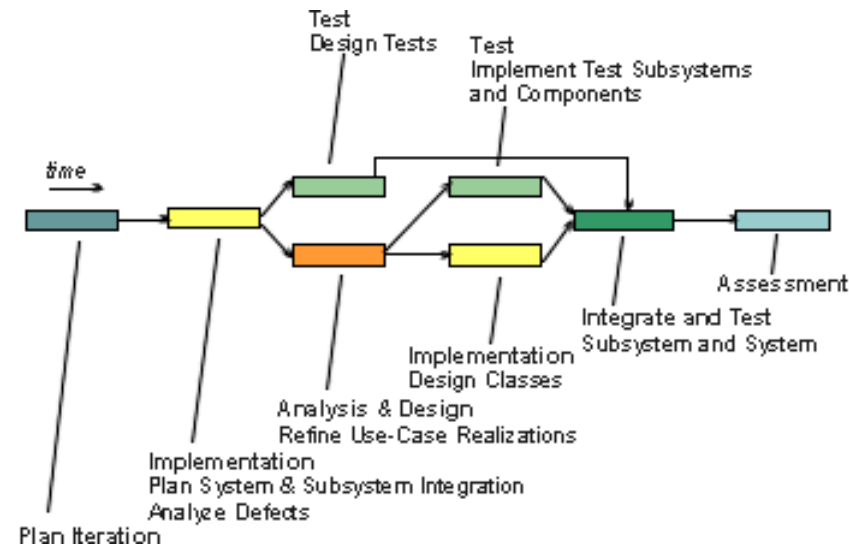 Test
Design Tests
Test
Implement Test Subsystems
and Components
time
Assessment
Integrate and Test
Subsystem and System
Implementation
Design Classes
Analysis & Design
Refine Use-Case Realizations
Implementation
Plan System & Subsystem Integration
Analyze Defects
Plan Iteration